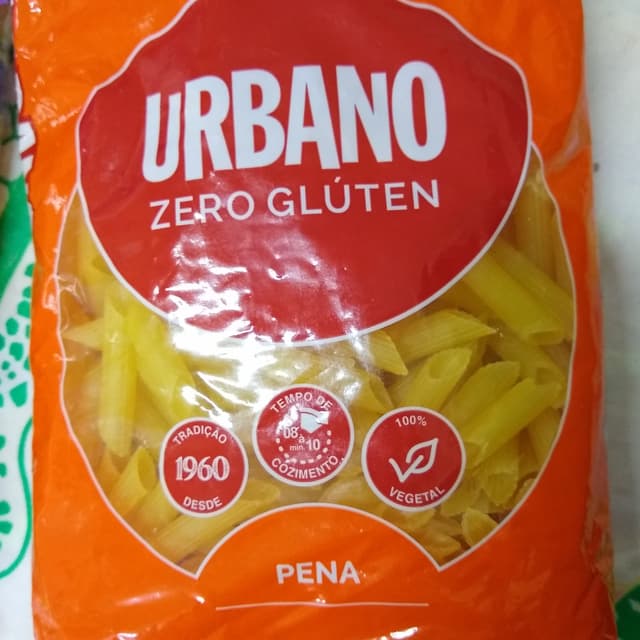 URBANO
ZERO GLÚTEN
TRADIÇÃO
1960
DESDE
TEMPO DE
08 à 10
min.
COZIMENTO
100%
VEGETAL
PENA